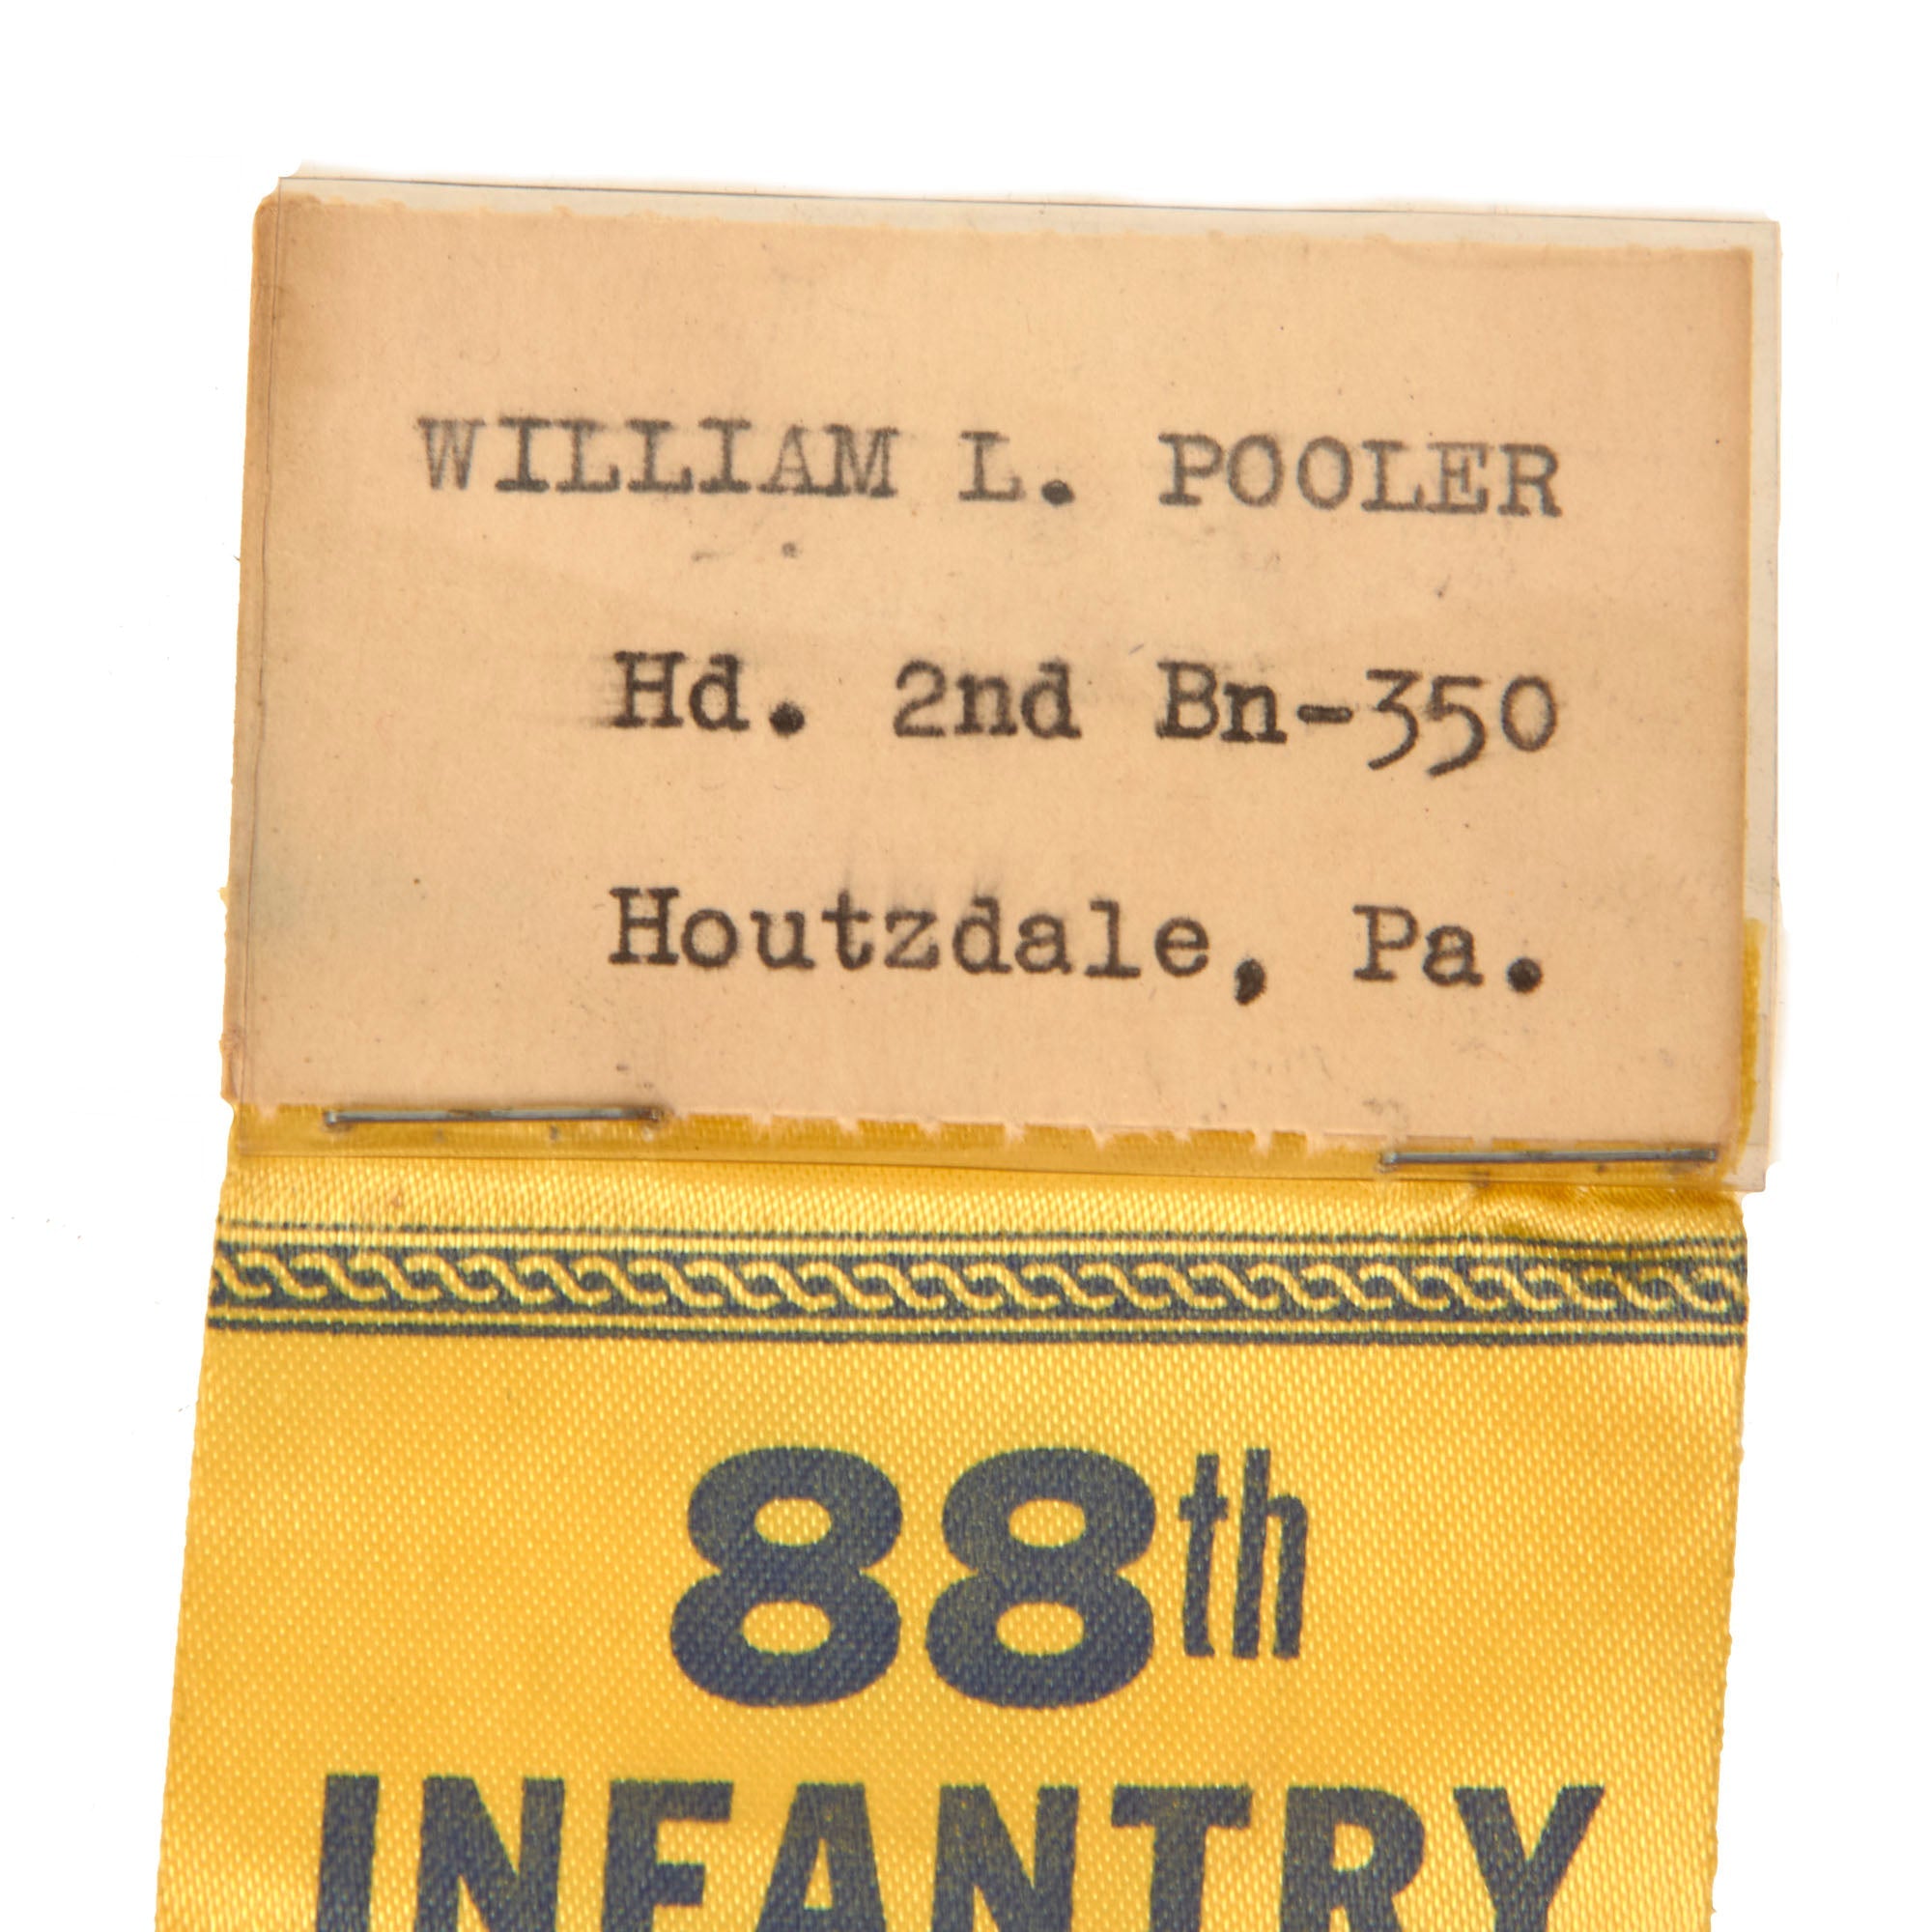 WILLIAM L. POOLER
Hd. 2nd Bn-350
Houtzdale, Pa.
88th
INFANTRY